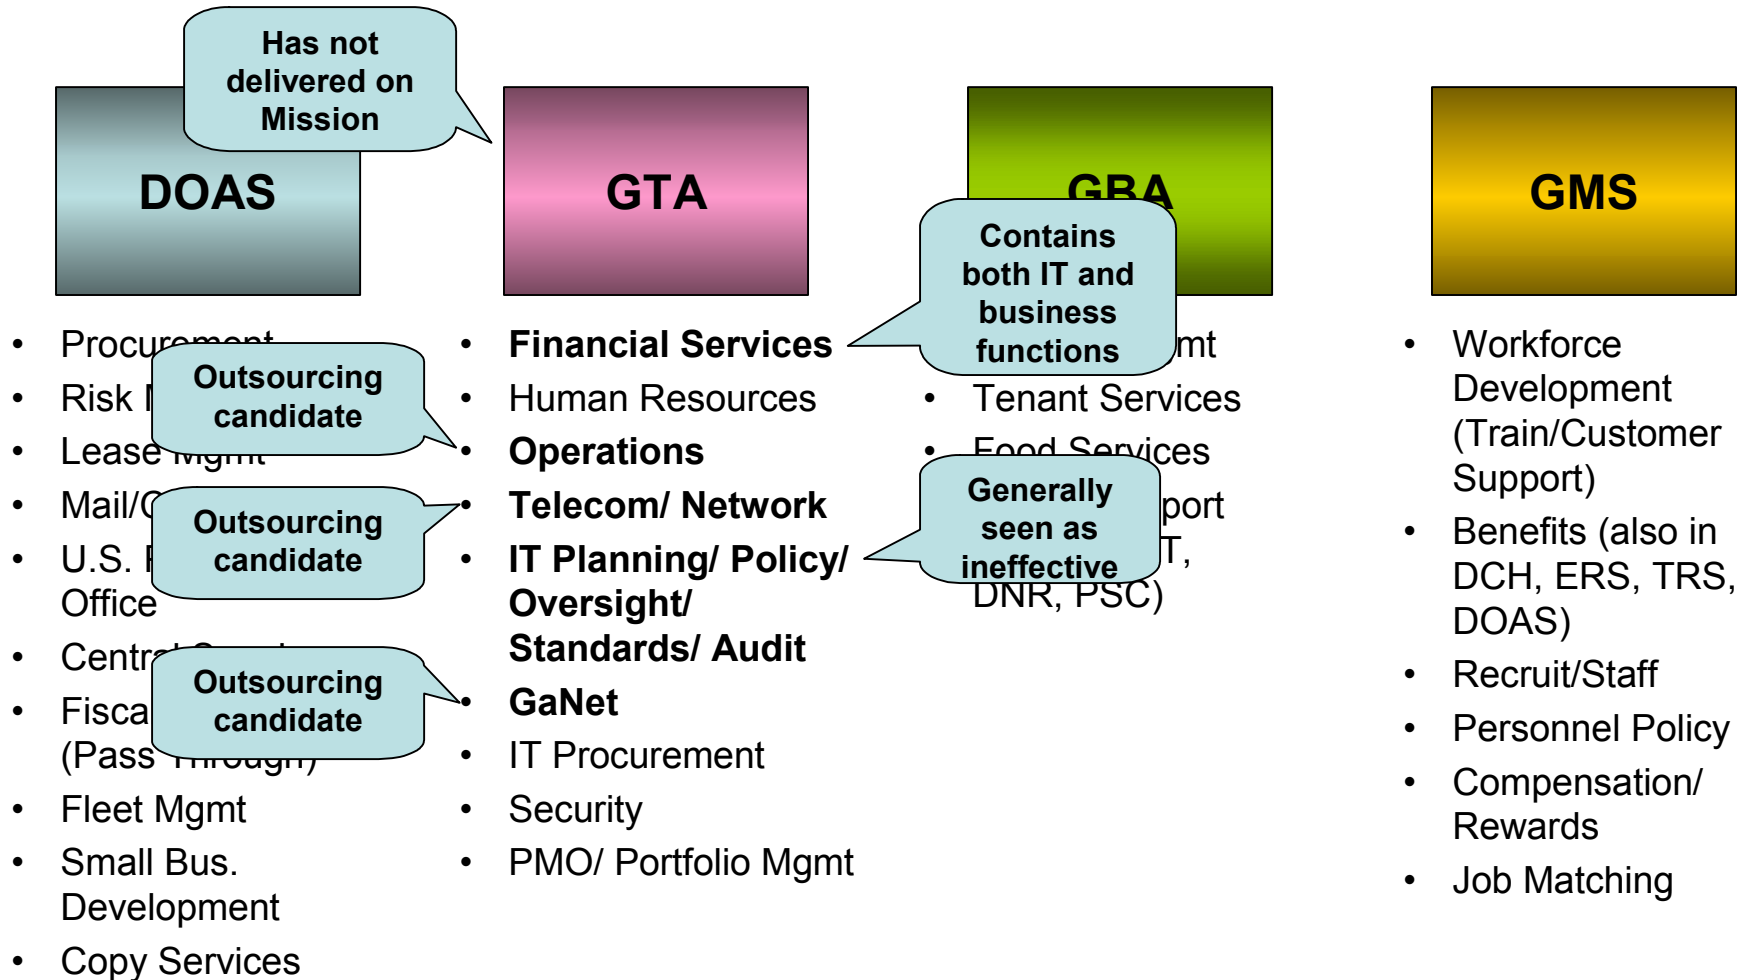 Has not
delivered on
Mission
DOAS
GTA
GBA
GMS
• Procurement
• Risk
• Lease Mgmt
• Mail/
• U.S.
Office
• Central
•
(Pass Through)
• Fleet Mgmt
• Small Bus.
Development
• Copy Services
Outsourcing
candidate
Outsourcing
candidate
Outsourcing
candidate
• Financial Services
• Human Resources
• Operations
• Telecom/ Network
• IT Planning/ Policy/
Oversight/
Standards/ Audit
• GaNet
• IT Procurement
• Security
• PMO/ Portfolio Mgmt
Contains
both IT and
business
functions
Generally
seen as
ineffective
• Tenant Services
• Food Services
DNR, PSC)
• Workforce
Development
(Train/Customer
Support)
• Benefits (also in
DCH, ERS, TRS,
DOAS)
• Recruit/Staff
• Personnel Policy
• Compensation/
Rewards
• Job Matching